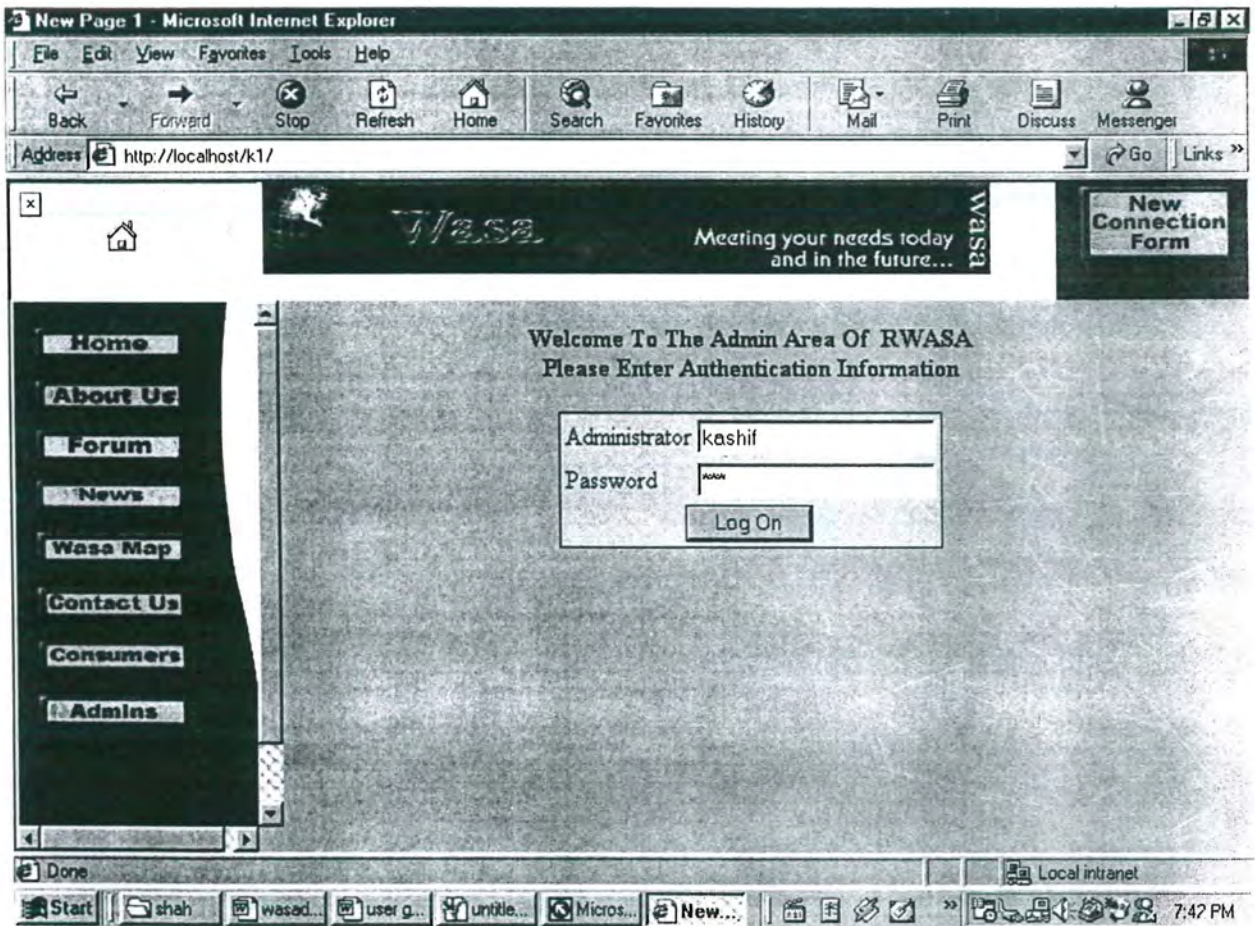 New Page 1 - Microsoft Internet Explorer
File Edit View Favorites Tools Help
Back Forward Stop Refresh Home Search Favorites History Mail Print Discuss Messenger
Address http://localhost/k1/ Go Links »
Wasa
Meeting your needs today
and in the future...
wasa
New
Connection
Form
Home
About Us
Forum
News
Wasa Map
Contact Us
Consumers
Admins
Welcome To The Admin Area Of RWASA
Please Enter Authentication Information
Administrator kashif
Password ***
Log On
Done Local intranet
Start shah wasad... user g... untitle... Micros... New... » 7:42 PM